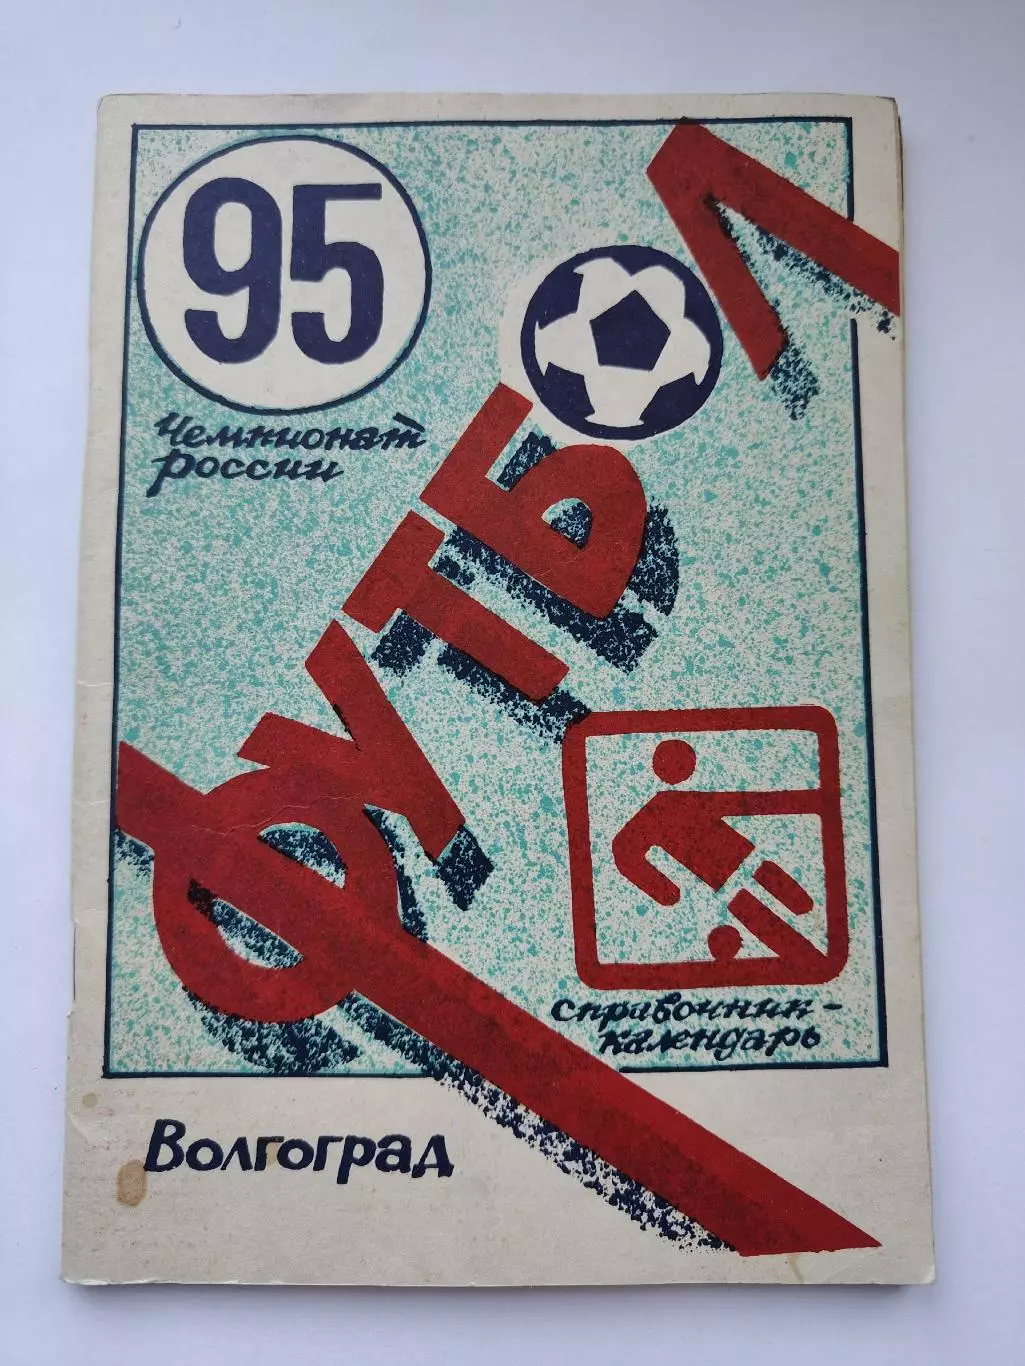 95
Чемпионат
России
ФУТБОЛ
справочник-
календарь
Волгоград